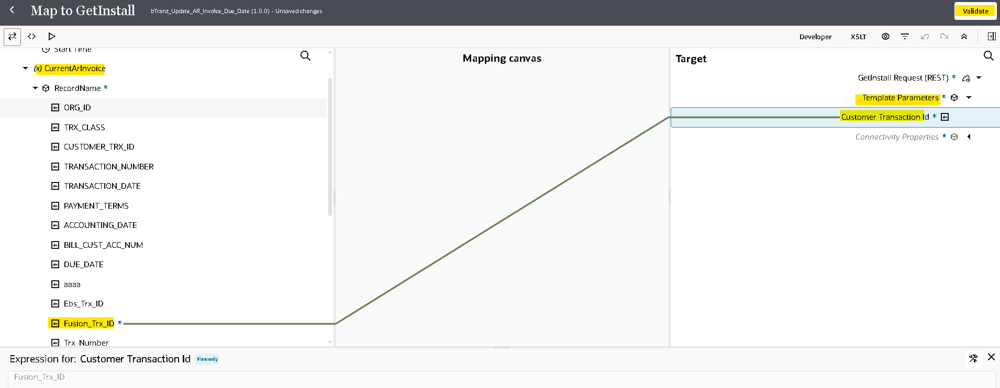 Map to GetInstall
bTranz_Update_AR_Invoice_Due_Date (1.0.0) - Unsaved changes
Validate
Developer
XSLT
Start Time
(x) CurrentArInvoice
RecordName *
ORG_ID
TRX_CLASS
CUSTOMER_TRX_ID
TRANSACTION_NUMBER
TRANSACTION_DATE
PAYMENT_TERMS
ACCOUNTING_DATE
BILL_CUST_ACC_NUM
DUE_DATE
aaaa
Ebs_Trx_ID
Fusion_Trx_ID *
Trx_Number
Mapping canvas
Target
GetInstall Request (REST) *
Template Parameters *
Customer Transaction Id *
Connectivity Properties *
Expression for: Customer Transaction Id View only
Fusion_Trx_ID